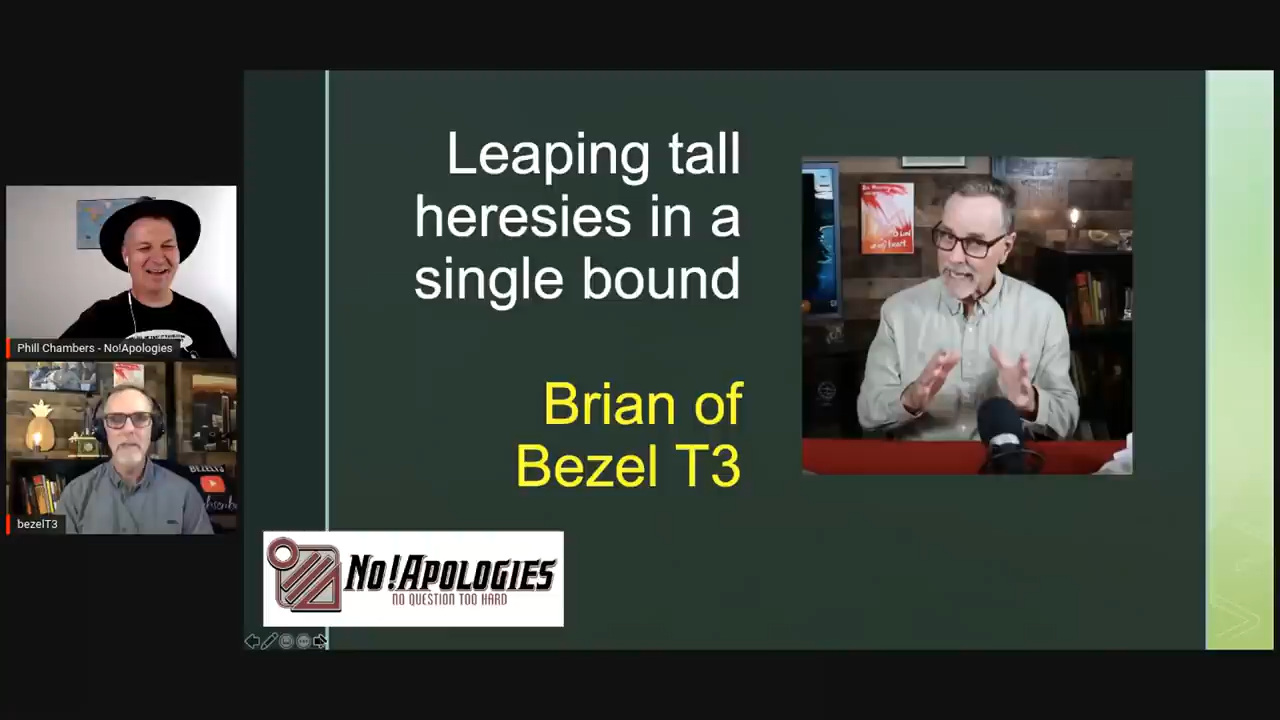 Leaping tall
heresies in a
single bound
Brian of
Bezel T3
Phill Chambers - No!Apologies
bezelT3
No!Apologies
NO QUESTION TOO HARD